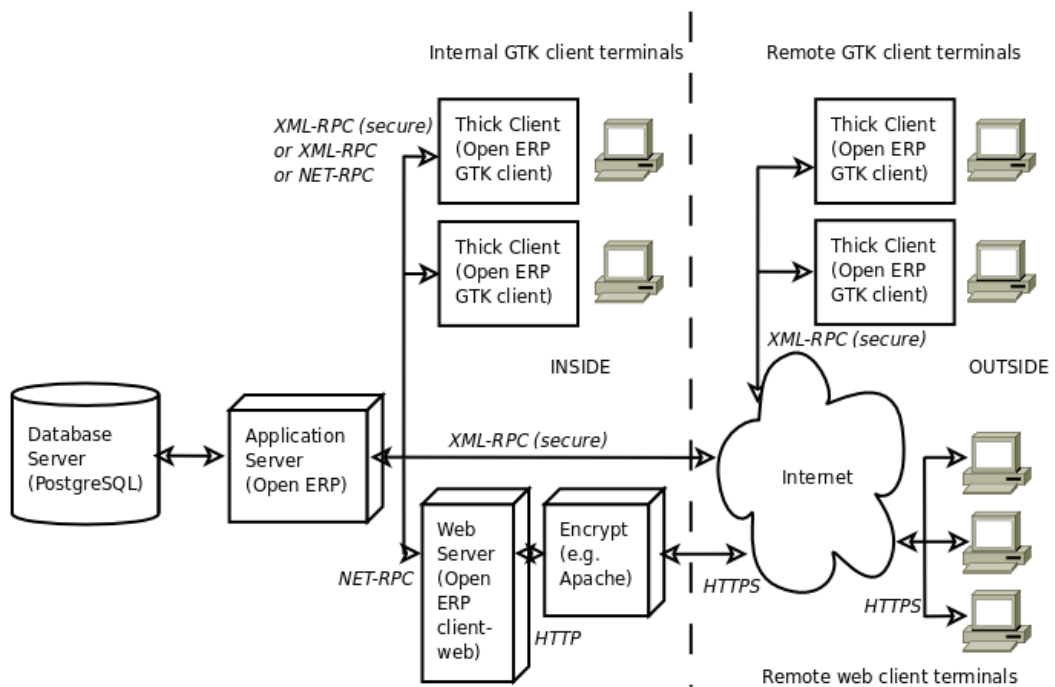 Internal GTK client terminals
Remote GTK client terminals
XML-RPC (secure)
or XML-RPC
or NET-RPC
Thick Client
(Open ERP
GTK client)
Thick Client
(Open ERP
GTK client)
Thick Client
(Open ERP
GTK client)
Thick Client
(Open ERP
GTK client)
XML-RPC (secure)
INSIDE
OUTSIDE
Database
Server
(PostgreSQL)
Application
Server
(Open ERP)
XML-RPC (secure)
Internet
Web
Server
(Open
ERP
client-
web)
Encrypt
(e.g.
Apache)
NET-RPC
HTTP
HTTPS
HTTPS
Remote web client terminals